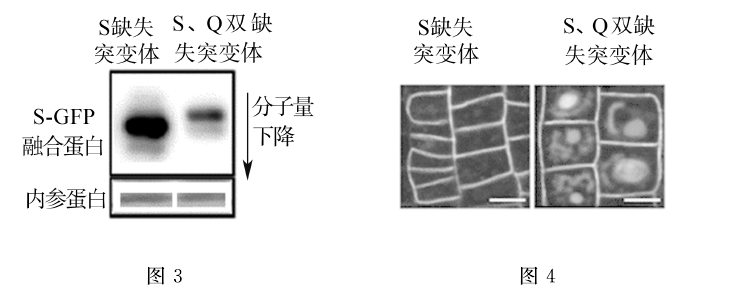 S缺失
突变体
S、Q双缺
失突变体
S-GFP
融合蛋白
分子量
下降
内参蛋白
图 3
S缺失
突变体
S、Q双缺
失突变体
图 4